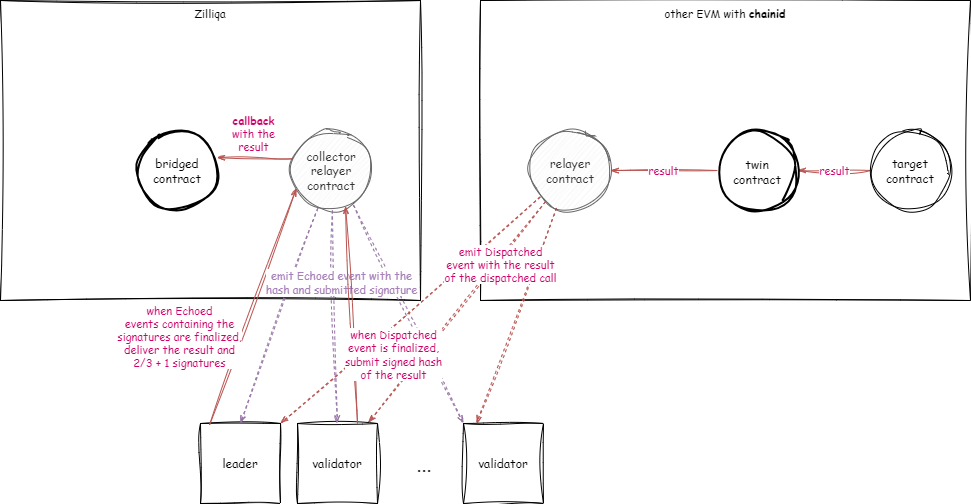 Zilliqa
other EVM with chainid
callback
with the
result
bridged
contract
collector
relayer
contract
relayer
contract
result
twin
contract
result
target
contract
emit Dispatched
event with the result
of the dispatched call
emit Echoed event with the
hash and submitted signature
when Echoed
events containing the
signatures are finalized,
deliver the result and
2/3 + 1 signatures
when Dispatched
event is finalized,
submit signed hash
of the result
leader
validator
...
validator